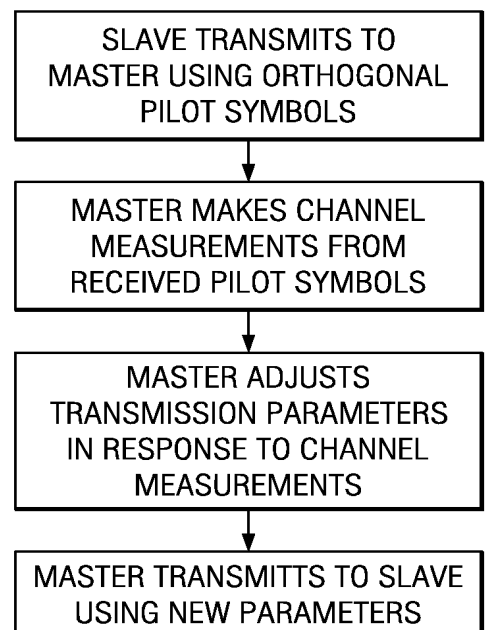 SLAVE TRANSMITS TO
MASTER USING ORTHOGONAL
PILOT SYMBOLS
MASTER MAKES CHANNEL
MEASUREMENTS FROM
RECEIVED PILOT SYMBOLS
MASTER ADJUSTS
TRANSMISSION PARAMETERS
IN RESPONSE TO CHANNEL
MEASUREMENTS
MASTER TRANSMITTS TO SLAVE
USING NEW PARAMETERS